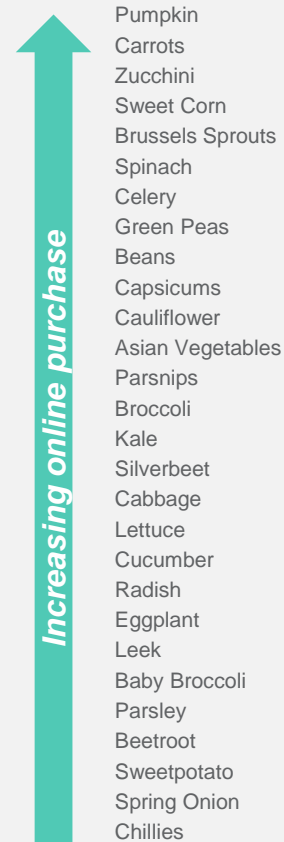 Pumpkin
Carrots
Zucchini
Sweet Corn
Brussels Sprouts
Spinach
Celery
Green Peas
Beans
Capsicums
Cauliflower
Asian Vegetables
Parsnips
Broccoli
Kale
Silverbeet
Cabbage
Lettuce
Cucumber
Radish
Eggplant
Leek
Baby Broccoli
Parsley
Beetroot
Sweetpotato
Spring Onion
Chillies
Increasing online purchase